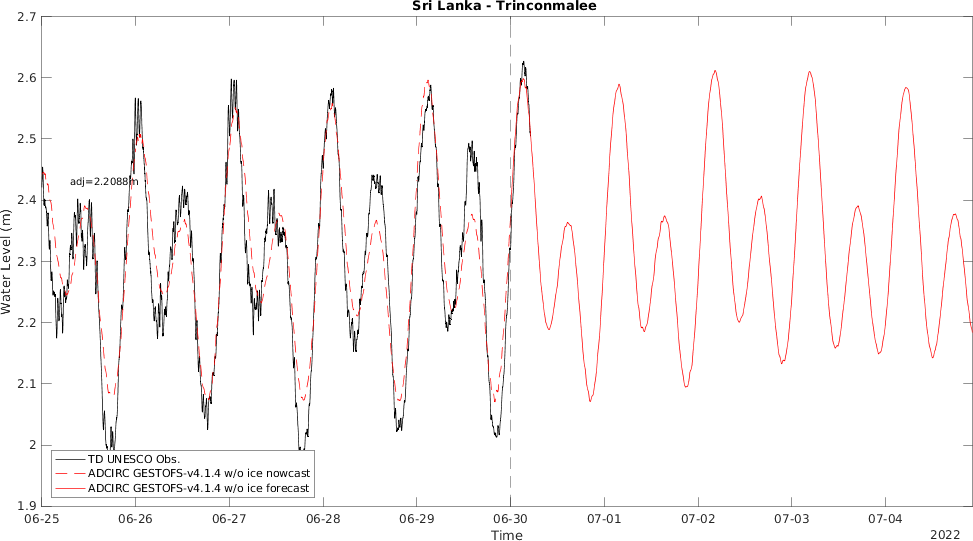 Sri Lanka - Trinconmalee
2.7
2.6
2.5
2.4
2.3
2.2
2.1
2
1.9
Water Level (m)
adj=2.2088m
TD UNESCO Obs.
ADCIRC GESTOFS-v4.1.4 w/o ice nowcast
ADCIRC GESTOFS-v4.1.4 w/o ice forecast
06-25 06-26 06-27 06-28 06-29 06-30 07-01 07-02 07-03 07-04
Time
2022